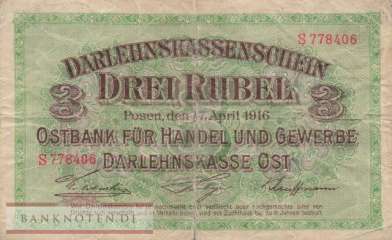 S 778406
DARLEHNSKASSENSCHEIN
3 DREI RUBEL 3
Posen, den 17. April 1916
OSTBANK FÜR HANDEL UND GEWERBE
S 778406
DARLEHNSKASSE OST
BANKNOTEN.DE